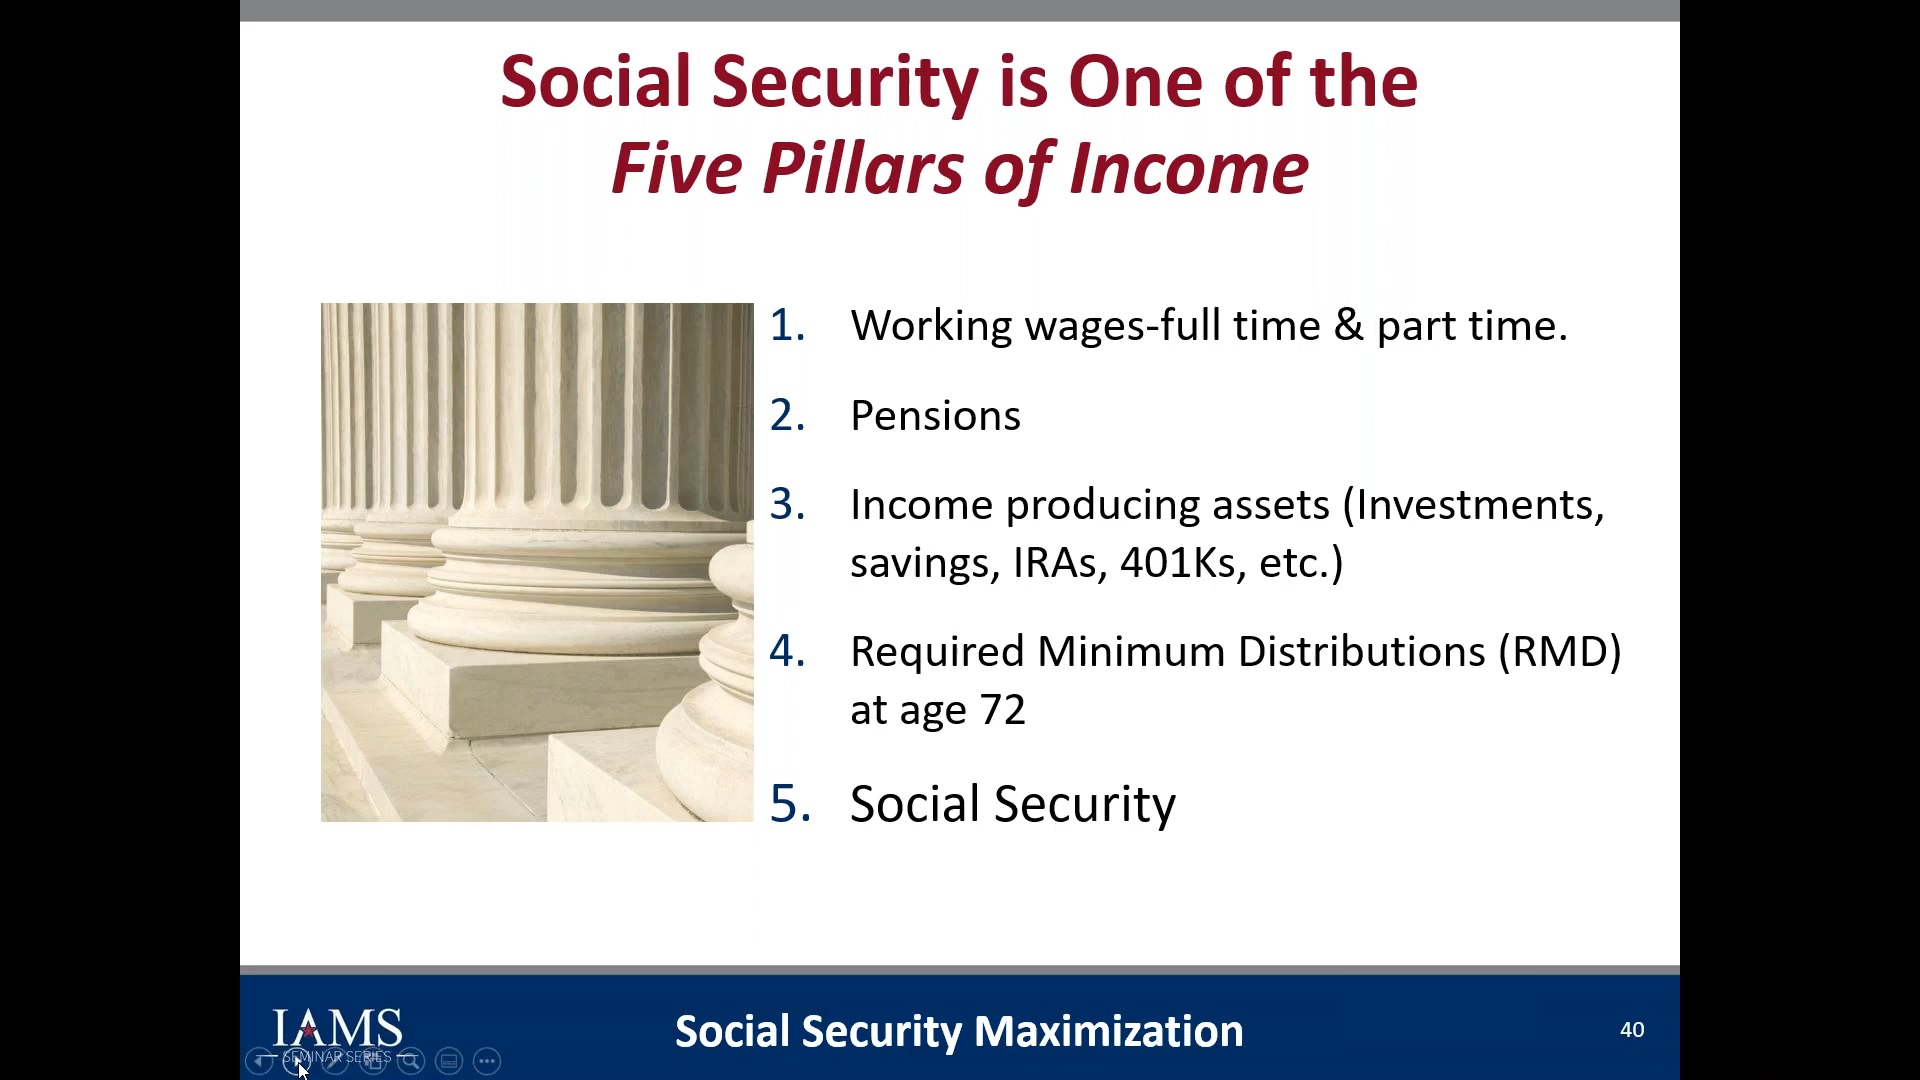 Social Security is One of the
Five Pillars of Income
1. Working wages-full time & part time.
2. Pensions
3. Income producing assets (Investments,
savings, IRAs, 401Ks, etc.)
4. Required Minimum Distributions (RMD)
at age 72
5. Social Security
IAMS
SEMINAR SERIES
Social Security Maximization
40